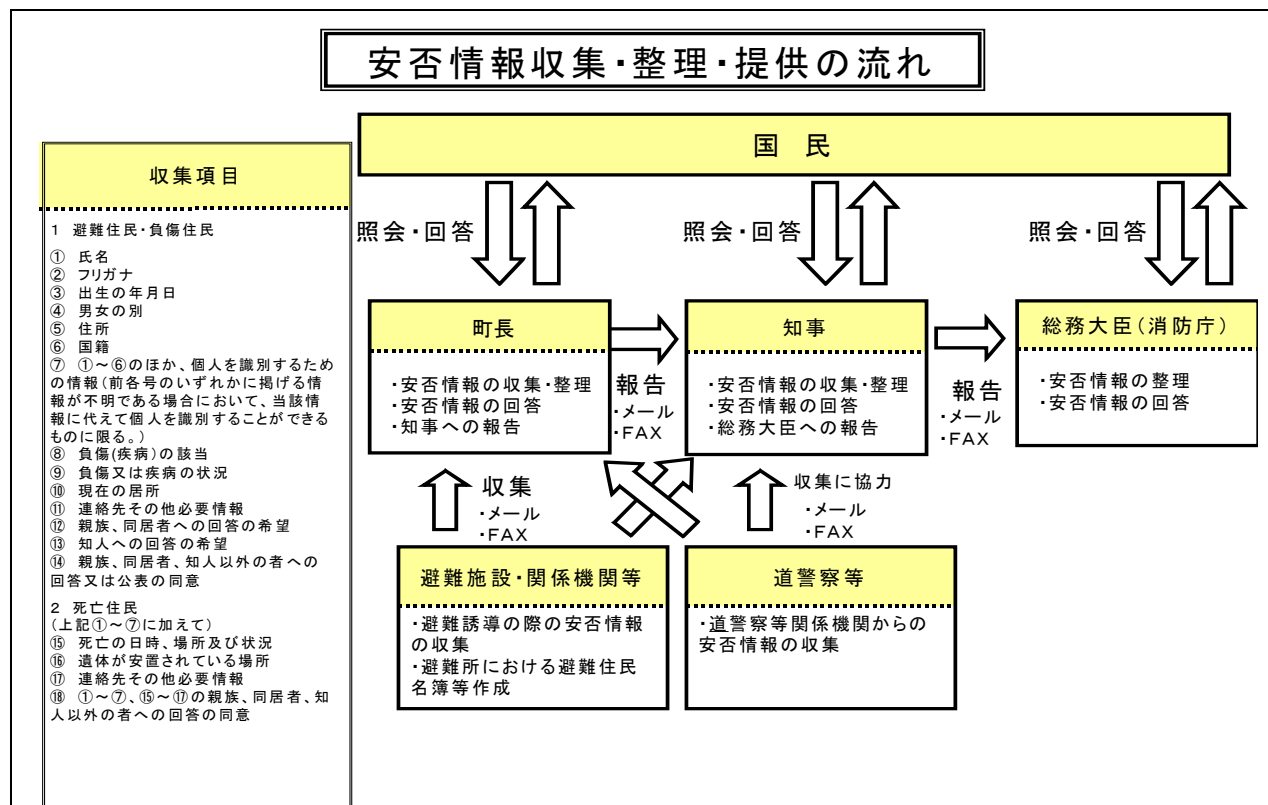 安否情報収集・整理・提供の流れ
国 民
収集項目
1 避難住民・負傷住民
① 氏名
② フリガナ
③ 出生の年月日
④ 男女の別
⑤ 住所
⑥ 国籍
⑦ ①~⑥のほか、個人を識別するため
の情報(前各号のいずれかに掲げる情
報が不明である場合において、当該情
報に代えて個人を識別することができる
ものに限る。)
⑧ 負傷(疾病)の該当
⑨ 負傷又は疾病の状況
⑩ 現在の居所
⑪ 連絡先その他必要情報
⑫ 親族、同居者への回答の希望
⑬ 知人への回答の希望
⑭ 親族、同居者、知人以外の者への
回答又は公表の同意
2 死亡住民
(上記①~⑦に加えて)
⑮ 死亡の日時、場所及び状況
⑯ 遺体が安置されている場所
⑰ 連絡先その他必要情報
⑱ ①~⑦、⑮~⑰の親族、同居者、知
人以外の者への回答の同意
照会・回答
照会・回答
照会・回答
町長
・安否情報の収集・整理
・安否情報の回答
・知事への報告
報告
・メール
・FAX
知事
・安否情報の収集・整理
・安否情報の回答
・総務大臣への報告
報告
・メール
・FAX
総務大臣(消防庁)
・安否情報の整理
・安否情報の回答
収集
・メール
・FAX
収集に協力
・メール
・FAX
避難施設・関係機関等
・避難誘導の際の安否情報
の収集
・避難所における避難住民
名簿等作成
道警察等
・道警察等関係機関からの
安否情報の収集